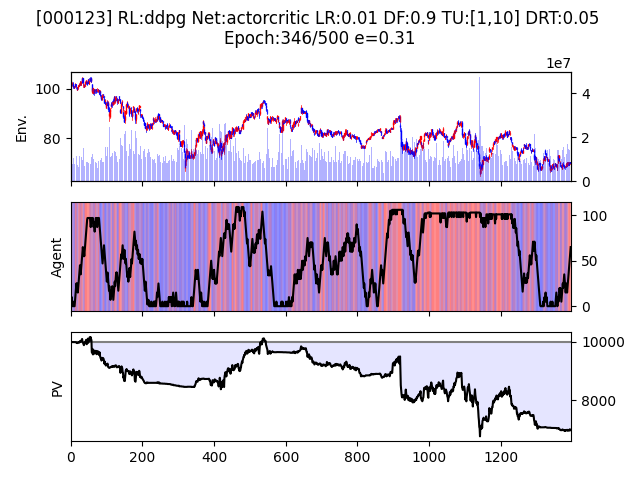 [000123] RL:ddpg Net:actorcritic LR:0.01 DF:0.9 TU:[1,10] DRT:0.05
Epoch:346/500 e=0.31
1e7
100
80
Env.
4
2
0
Agent
100
50
0
PV
10000
8000
0 200 400 600 800 1000 1200